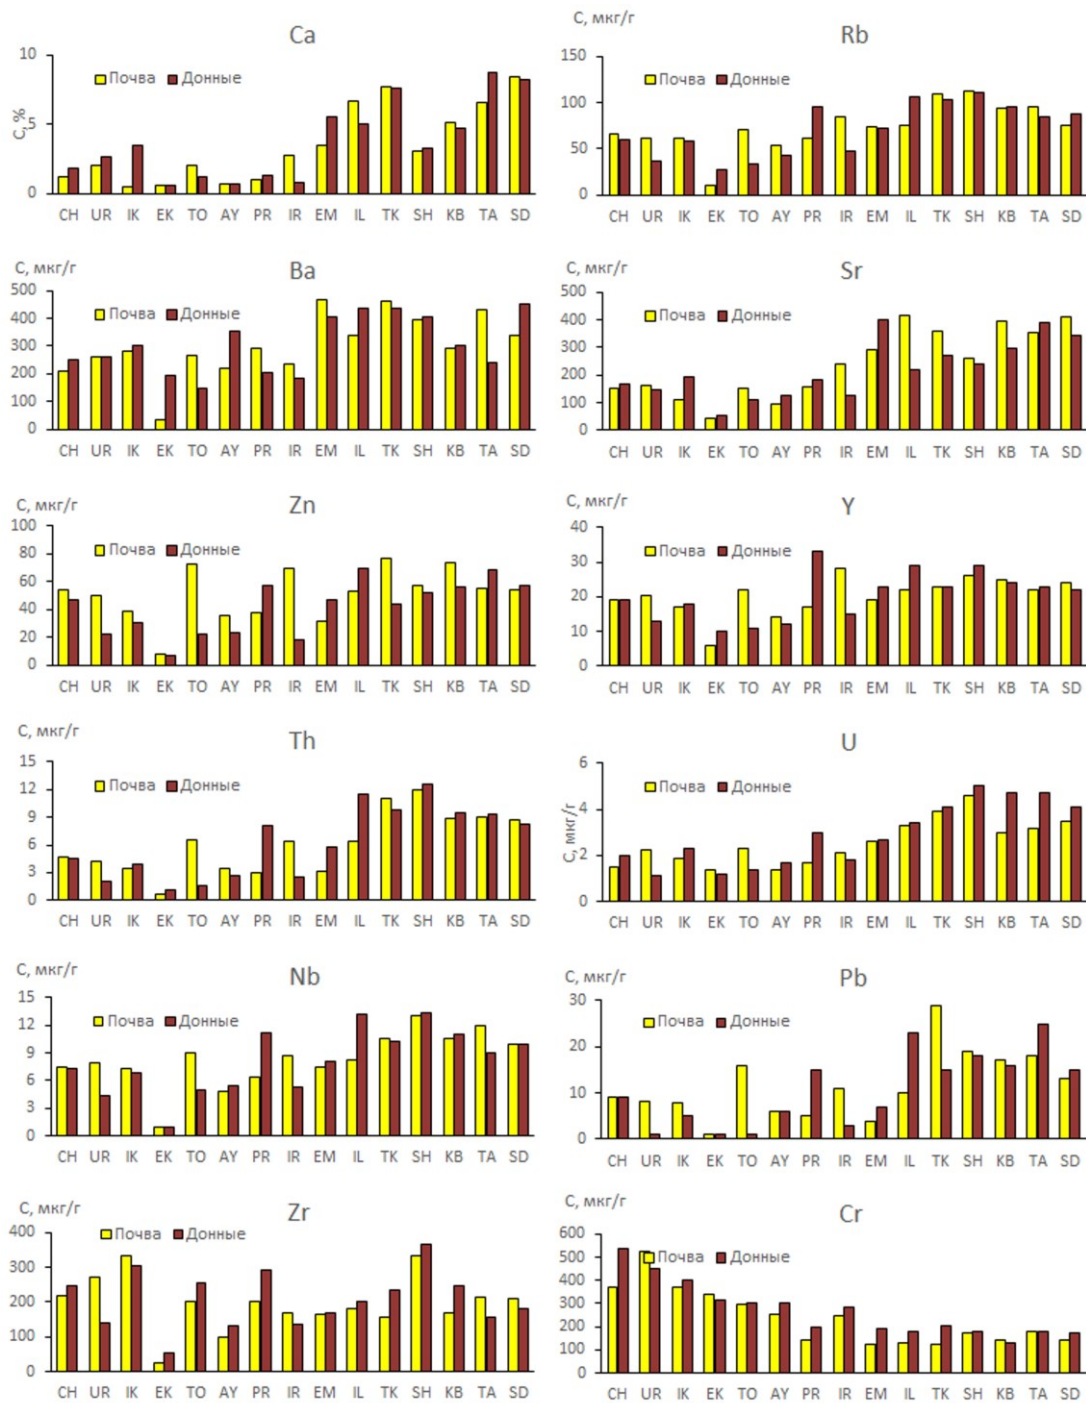 Ca
10
Почва Донные
С, %
5
0
CH UR IK EK TO AY PR IR EM IL TK SH KB TA SD
С, мкг/г
Rb
150
Почва Донные
100
50
0
CH UR IK EK TO AY PR IR EM IL TK SH KB TA SD
С, мкг/г
Ba
500
Почва Донные
400
300
200
100
0
CH UR IK EK TO AY PR IR EM IL TK SH KB TA SD
С, мкг/г
Sr
500
Почва Донные
400
300
200
100
0
CH UR IK EK TO AY PR IR EM IL TK SH KB TA SD
С, мкг/г
Zn
100
Почва Донные
80
60
40
20
0
CH UR IK EK TO AY PR IR EM IL TK SH KB TA SD
С, мкг/г
Y
40
Почва Донные
30
20
10
0
CH UR IK EK TO AY PR IR EM IL TK SH KB TA SD
С, мкг/г
Th
15
Почва Донные
12
9
6
3
0
CH UR IK EK TO AY PR IR EM IL TK SH KB TA SD
U
6
Почва Донные
С, мкг/г
4
2
0
CH UR IK EK TO AY PR IR EM IL TK SH KB TA SD
С, мкг/г
Nb
15
Почва Донные
12
9
6
3
0
CH UR IK EK TO AY PR IR EM IL TK SH KB TA SD
С, мкг/г
Pb
30
Почва Донные
20
10
0
CH UR IK EK TO AY PR IR EM IL TK SH KB TA SD
С, мкг/г
Zr
400
Почва Донные
300
200
100
0
CH UR IK EK TO AY PR IR EM IL TK SH KB TA SD
С, мкг/г
Cr
600
Почва Донные
500
400
300
200
100
0
CH UR IK EK TO AY PR IR EM IL TK SH KB TA SD